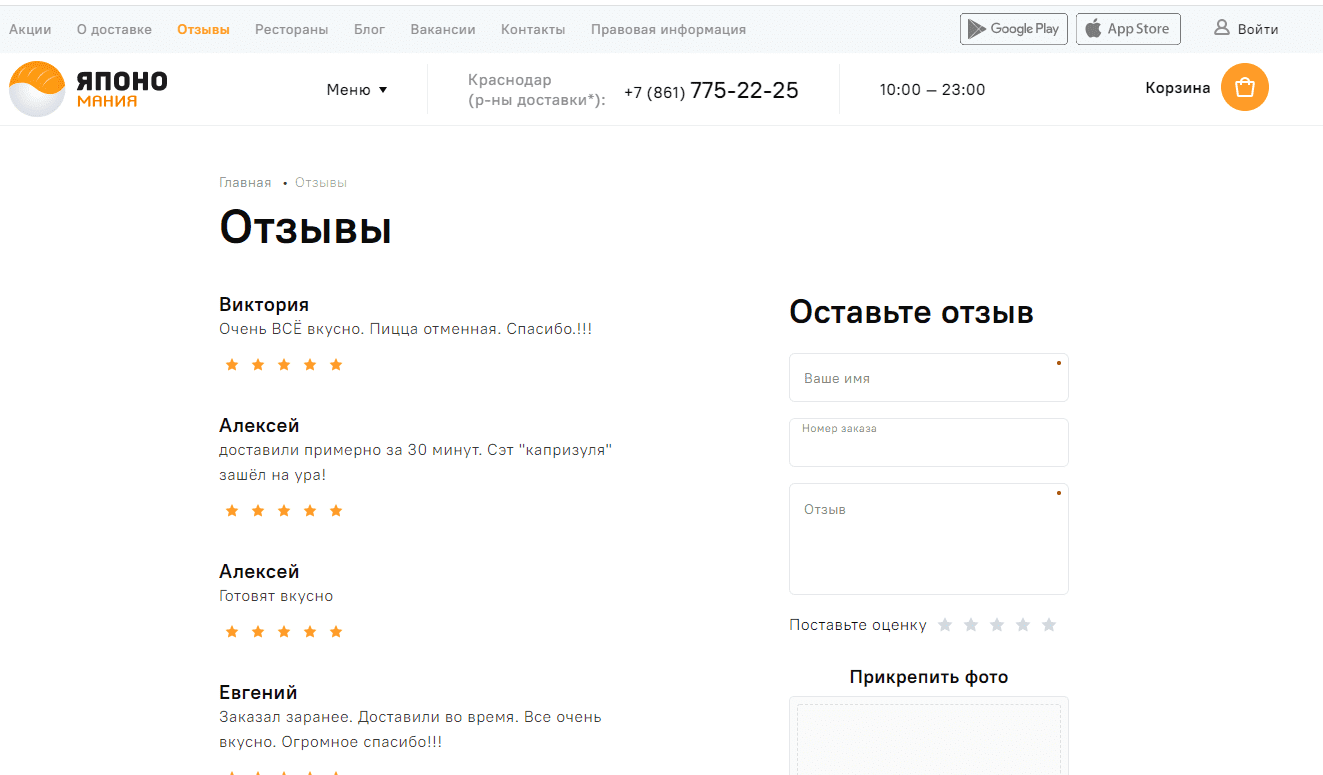 Акции О доставке Отзывы Рестораны Блог Вакансии Контакты Правовая информация Google Play App Store Войти
ЯПОНО
МАНИЯ
Меню ▼
Краснодар
(р-ны доставки*):
+7 (861) 775-22-25
10:00 — 23:00
Корзина
Главная • Отзывы
Отзывы
Виктория
Очень ВСЁ вкусно. Пицца отменная. Спасибо.!!!
Алексей
доставили примерно за 30 минут. Сэт "капризуля"
зашёл на ура!
Алексей
Готовят вкусно
Евгений
Заказал заранее. Доставили во время. Все очень
вкусно. Огромное спасибо!!!
Оставьте отзыв
Ваше имя
Номер заказа
Отзыв
Поставьте оценку
Прикрепить фото